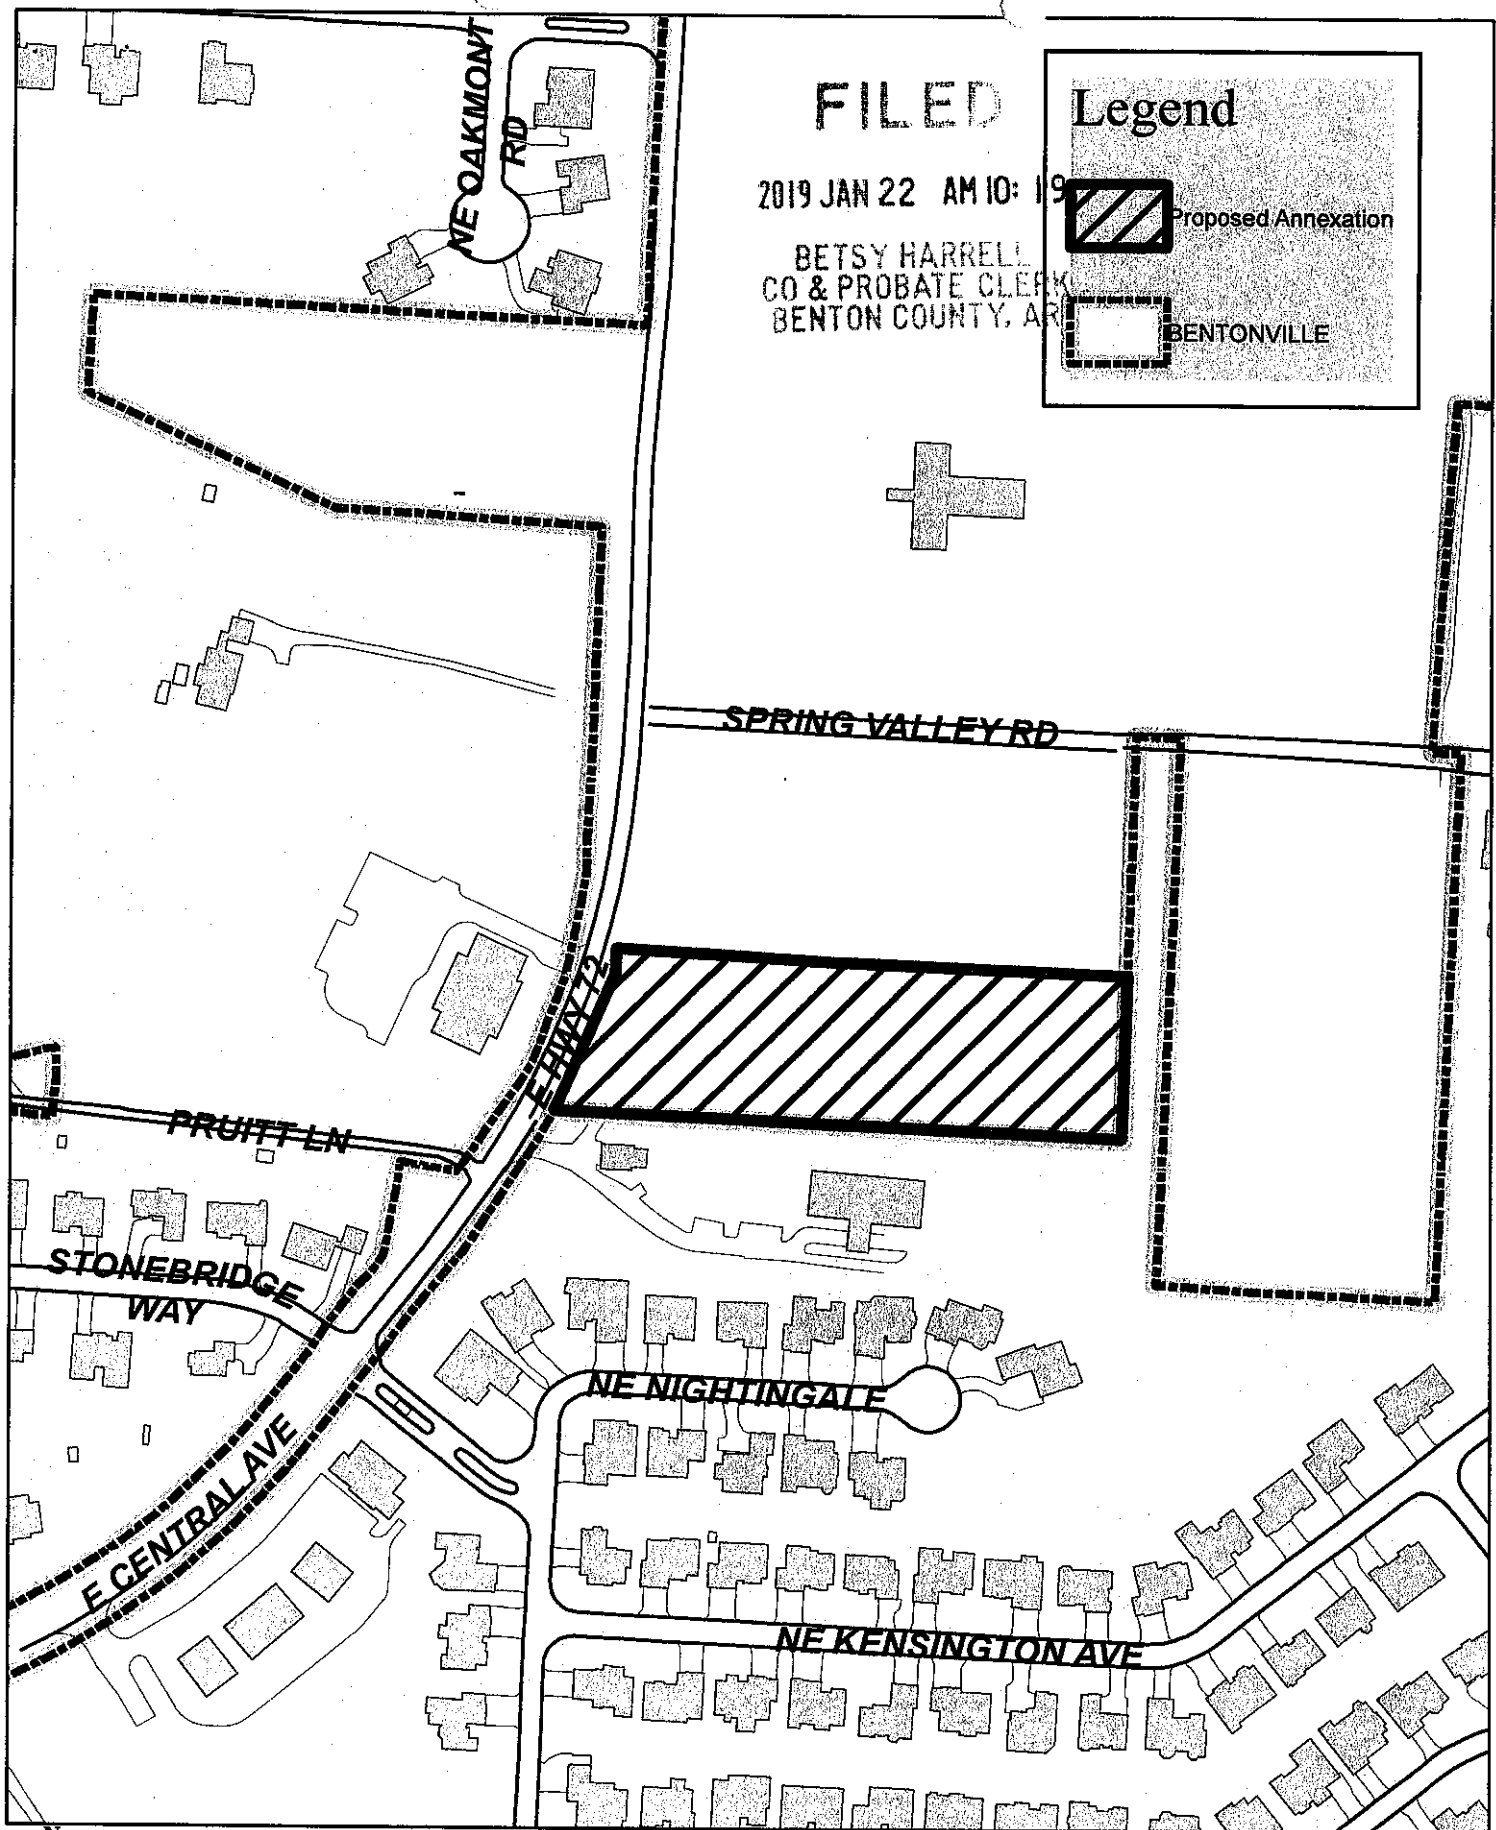 NE OAKMONT
RD
FILED
2019 JAN 22 AM 10: 19
BETSY HARRELL
CO & PROBATE CLERK
BENTON COUNTY, AR
Legend
Proposed Annexation
BENTONVILLE
SPRING VALLEY RD
E HWY 72
PRUITT LN
STONEBRIDGE
WAY
NE NIGHTINGALE
E CENTRAL AVE
NE KENSINGTON AVE